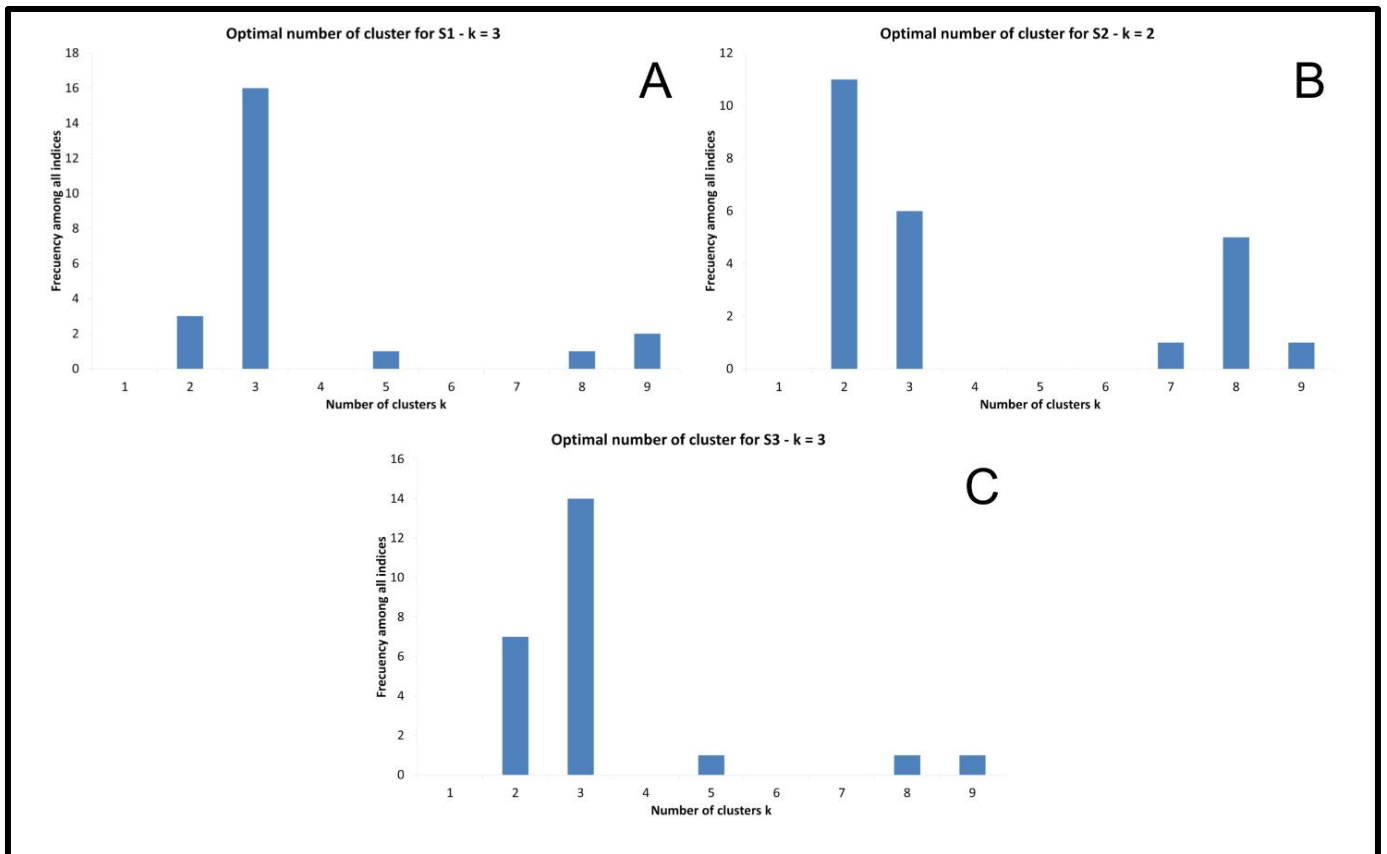 Optimal number of cluster for S1 - k = 3
A
Frecuency among all indices
18
16
14
12
10
8
6
4
2
0
1 2 3 4 5 6 7 8 9
Number of clusters k
Optimal number of cluster for S2 - k = 2
B
Frecuency among all indices
12
10
8
6
4
2
0
1 2 3 4 5 6 7 8 9
Number of clusters k
Optimal number of cluster for S3 - k = 3
C
Frecuency among all indices
16
14
12
10
8
6
4
2
0
1 2 3 4 5 6 7 8 9
Number of clusters k